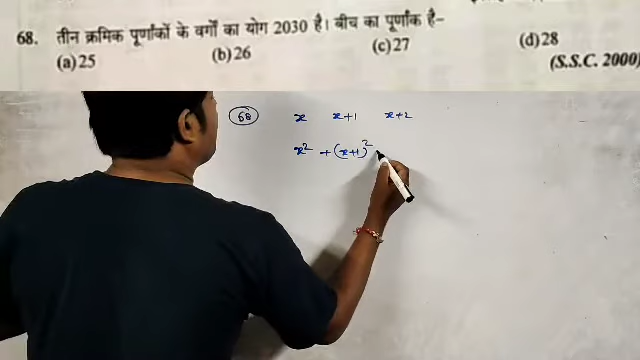 68. तीन क्रमिक पूर्णांकों के वर्गों का योग 2030 है। बीच का पूर्णांक है–
(a) 25 (b) 26 (c) 27 (d) 28
(S.S.C. 2000)
68 x x+1 x+2
x² + (x+1)²